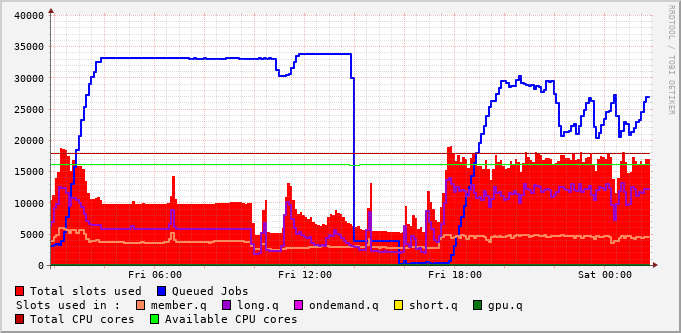 40000
35000
30000
25000
20000
15000
10000
5000
0
Fri 06:00 Fri 12:00 Fri 18:00 Sat 00:00
Total slots used Queued Jobs
Slots used in : member.q long.q ondemand.q short.q gpu.q
Total CPU cores Available CPU cores
RRDTOOL / TOBI OETIKER